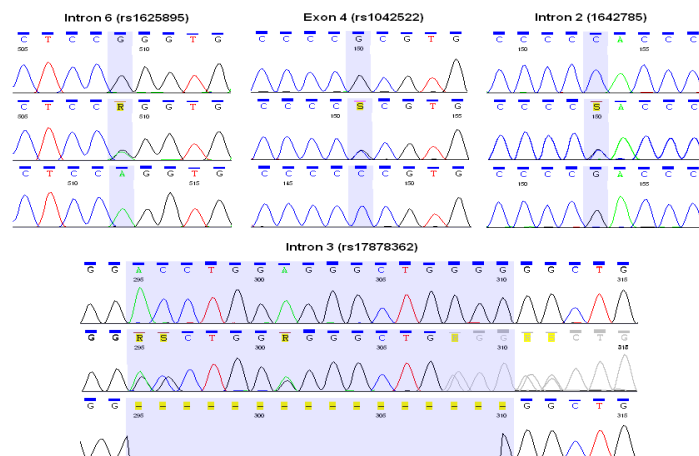 Intron 6 (rs1625895)
C T C C G G G T G
505 510
C T C C R G G T G
505 510
C T C C A G G T G
510 515
Exon 4 (rs1042522)
C C C C G C G T G
150
C C C C S C G T G
150 155
C C C C C C G T G
145 150
Intron 2 (1642785)
C C C C C A C C C
150 155
C C C C S A C C C
150 155
C C C C G A C C C
150 155
Intron 3 (rs17878362)
G G A C C T G G A G G G C T G G G G G G C T G
295 300 305 310 315
G G R S C T G G R G G G C T G G G C T G
295 300 305 310 315
G G - - - - - - - - - - - - - - - - G G C T G
295 300 305 310 315